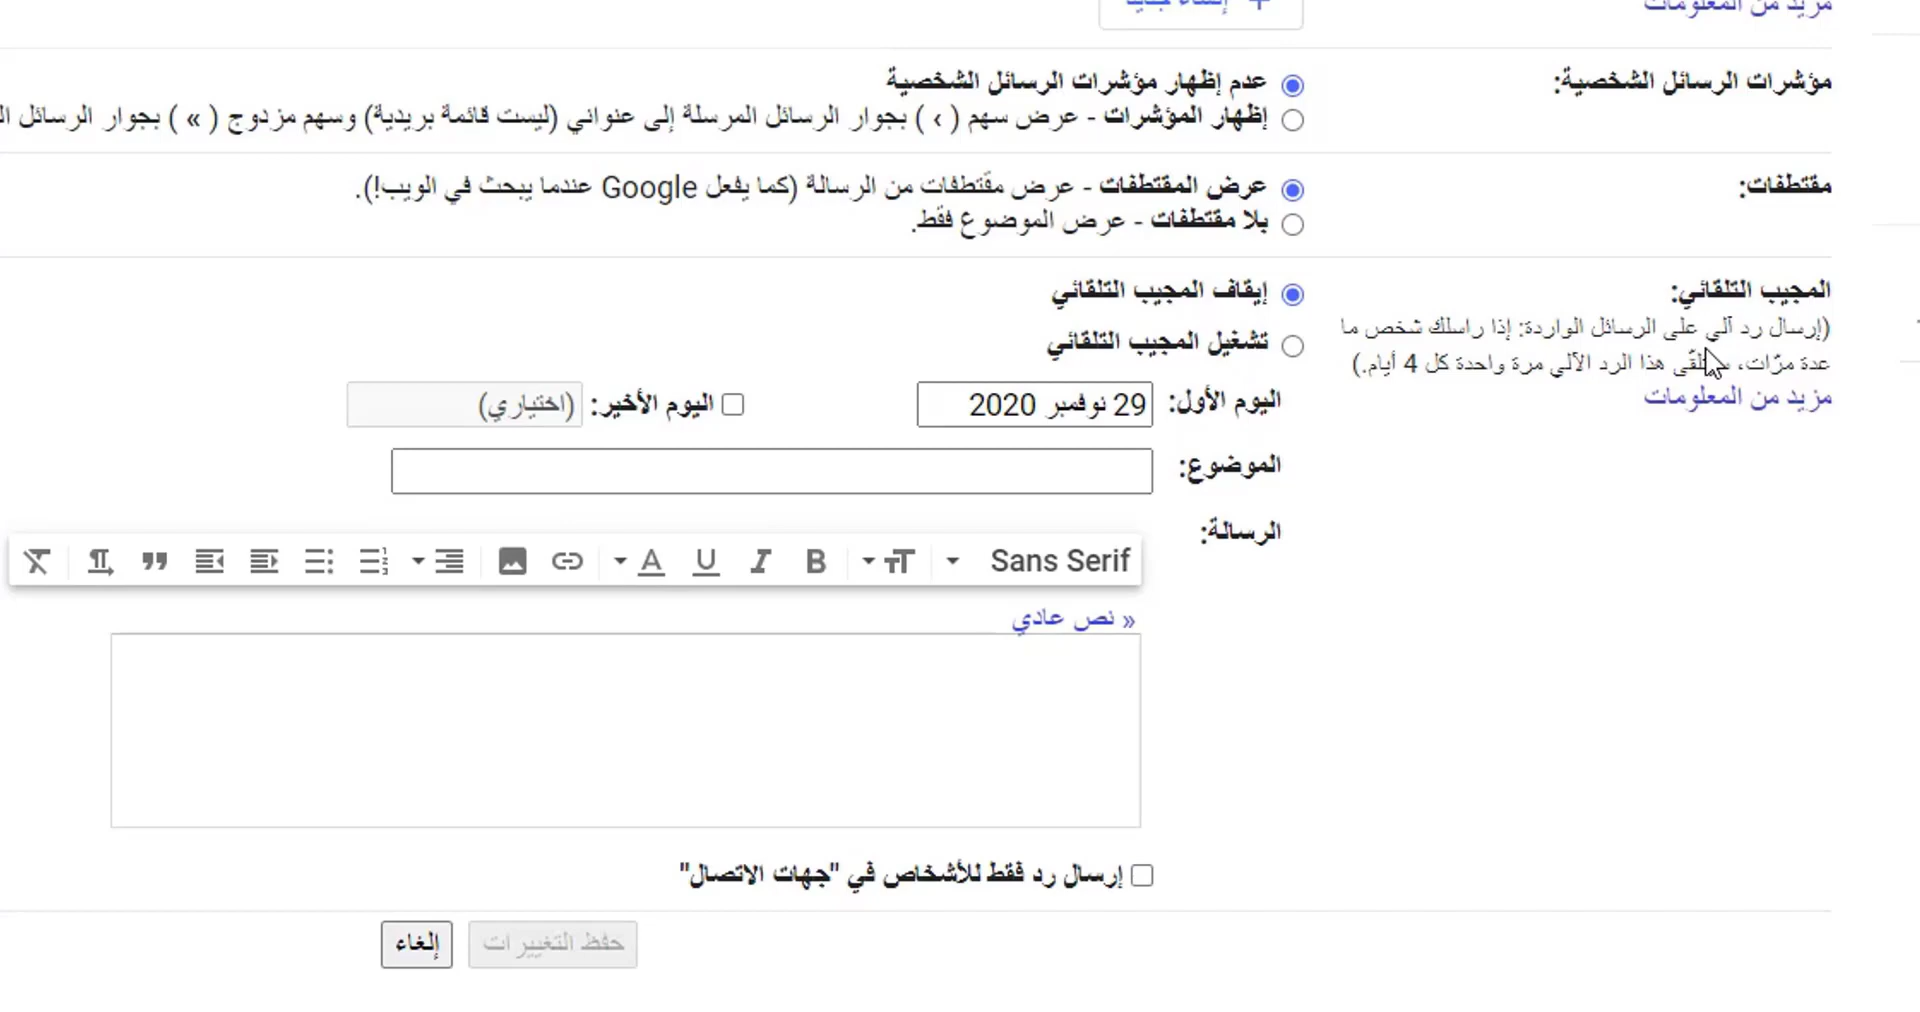 مزيد من المعلومات
مؤشرات الرسائل الشخصية:
عدم إظهار مؤشرات الرسائل الشخصية
إظهار المؤشرات - عرض سهم ( › ) بجوار الرسائل المرسلة إلى عنواني (ليست قائمة بريدية) وسهم مزدوج ( » ) بجوار الرسائل
مقتطفات:
عرض المقتطفات - عرض مقتطفات من الرسالة (كما يفعل Google عندما يبحث في الويب!).
بلا مقتطفات - عرض الموضوع فقط.
المجيب التلقائي:
(إرسال رد آلي على الرسائل الواردة: إذا راسلك شخص ما
عدة مرّات، هذا الرد الآلي مرة واحدة كل 4 أيام.)
مزيد من المعلومات
إيقاف المجيب التلقائي
تشغيل المجيب التلقائي
اليوم الأول: 29 نوفمبر 2020 اليوم الأخير: (اختياري)
الموضوع:
الرسالة:
Sans Serif
« نص عادي
إرسال رد فقط للأشخاص في "جهات الاتصال"
حفظ التغييرات إلغاء